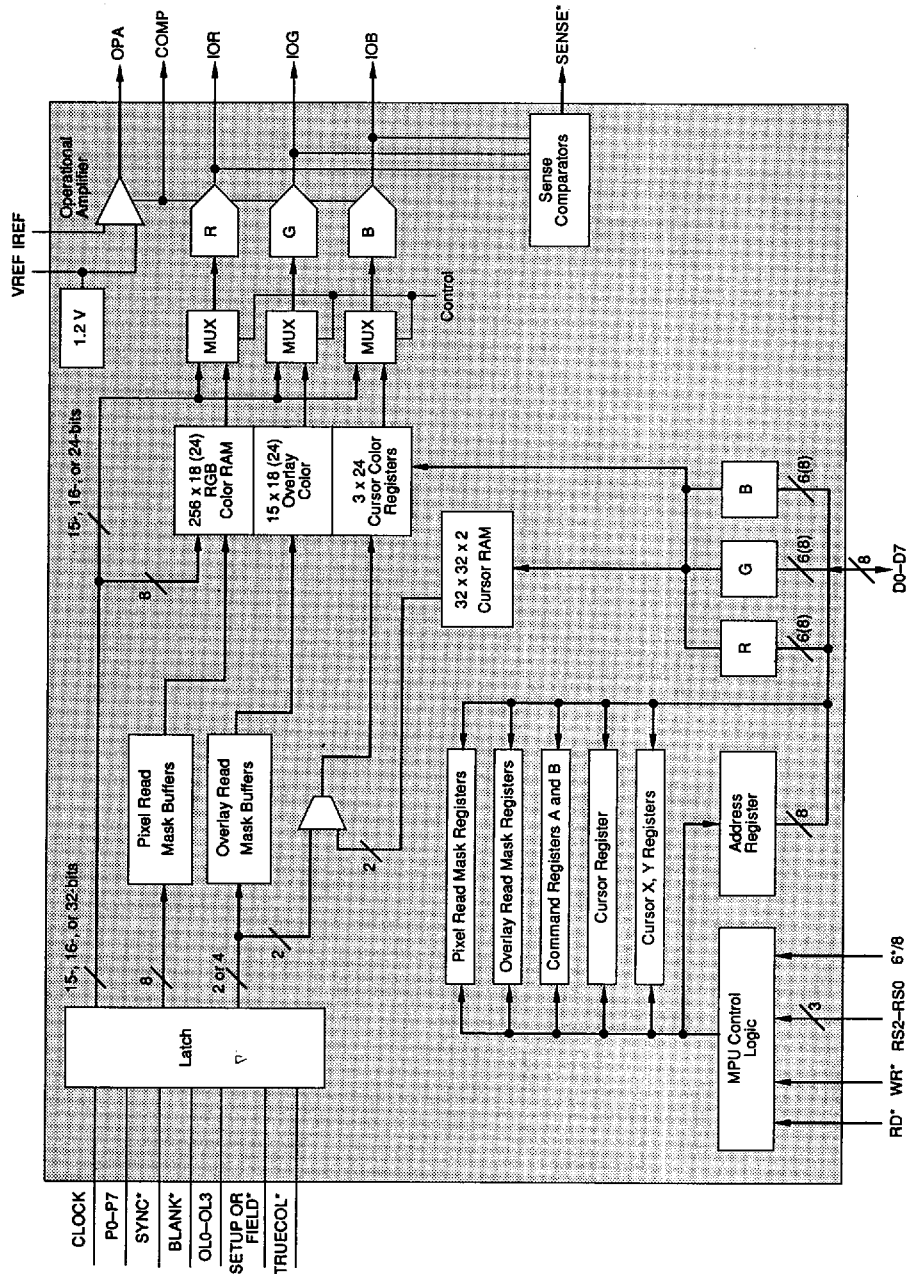 CLOCK
P0–P7
SYNC*
BLANK*
OL0–OL3
SETUP OR
FIELD*
TRUECOL*
Latch
15-, 16-, or 32-bits
8
2 or 4
2
Pixel Read
Mask Buffers
Overlay Read
Mask Buffers
2
15-, 16-, or 24-bits
8
256 x 18 (24)
RGB
Color RAM
15 x 18 (24)
Overlay
Color
3 x 24
Cursor Color
Registers
32 x 32 x 2
Cursor RAM
1.2 V
VREF IREF
Operational
Amplifier
MUX
MUX
MUX
Control
R
G
B
OPA
COMP
IOR
IOG
IOB
Sense
Comparators
SENSE*
Pixel Read Mask Registers
Overlay Read Mask Registers
Command Registers A and B
Cursor Register
Cursor X, Y Registers
MPU Control
Logic
Address
Register
8
R
G
B
6(8)
6(8)
6(8)
8
D0–D7
RD*
WR*
RS2–RS0
3
6*/8